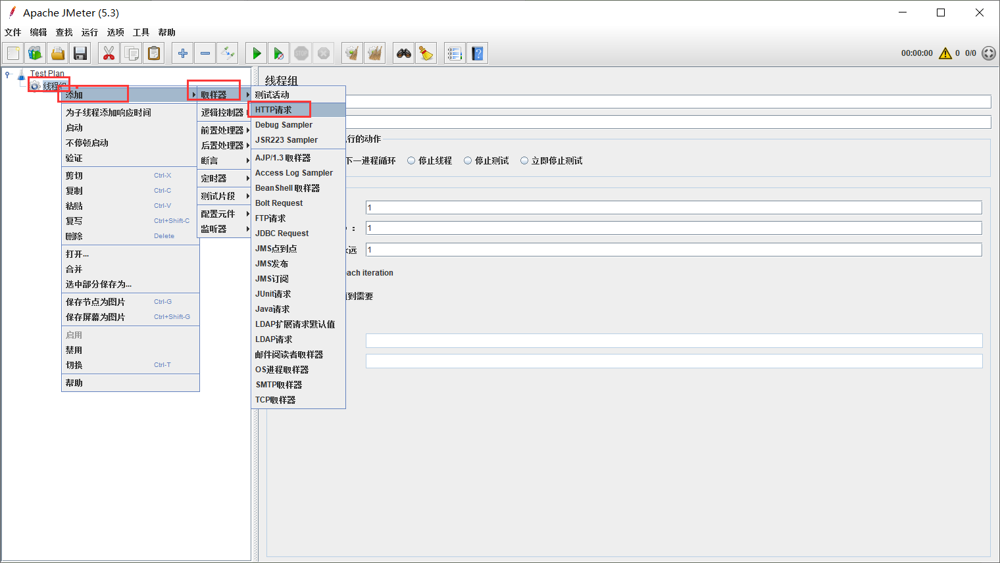 Apache JMeter (5.3)
文件 编辑 查找 运行 选项 工具 帮助
00:00:00 0 0/0
Test Plan
线程组
添加
为子线程添加响应时间
启动
不停顿启动
验证
剪切 Ctrl-X
复制 Ctrl-C
粘贴 Ctrl-V
复写 Ctrl+Shift-C
删除 Delete
打开...
合并
选中部分保存为...
保存节点为图片 Ctrl-G
保存屏幕为图片 Ctrl+Shift-G
启用
禁用
切换 Ctrl-T
帮助
取样器
逻辑控制器
前置处理器
后置处理器
断言
定时器
测试片段
配置元件
监听器
测试活动
HTTP请求
Debug Sampler
JSR223 Sampler
AJP/1.3 取样器
Access Log Sampler
BeanShell 取样器
Bolt Request
FTP请求
JDBC Request
JMS点到点
JMS发布
JMS订阅
JUnit请求
Java请求
LDAP扩展请求默认值
LDAP请求
邮件阅读者取样器
OS进程取样器
SMTP取样器
TCP取样器
线程组
行的动作
下一进程循环 停止线程 停止测试 立即停止测试
1
： 1
远 1
each iteration
到需要